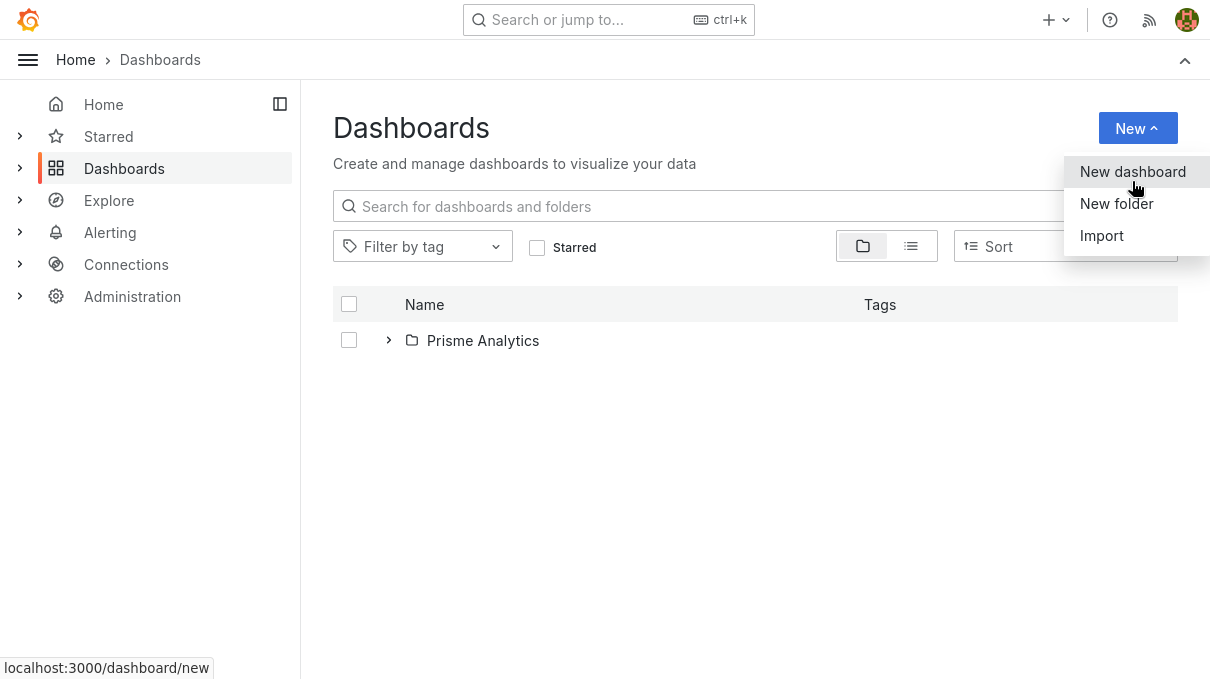 Search or jump to... ctrl+k
Home › Dashboards
Home
Starred
Dashboards
Explore
Alerting
Connections
Administration
Dashboards
Create and manage dashboards to visualize your data
New
New dashboard
New folder
Import
Search for dashboards and folders
Filter by tag
Starred
Sort
Name Tags
Prisme Analytics
localhost:3000/dashboard/new